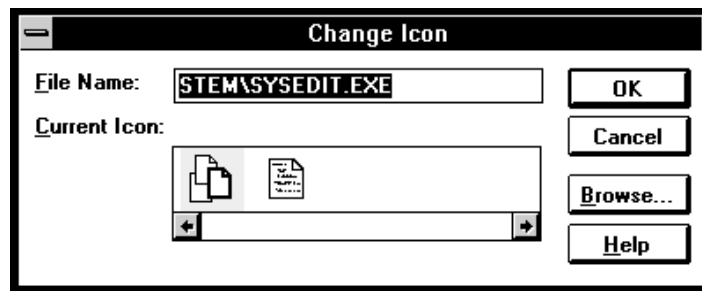 Change Icon
File Name:
STEM\SYSEDIT.EXE
OK
Current Icon:
Cancel
Browse...
Help